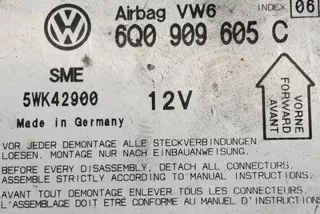 INDEX 06
Airbag VW6
6Q0 909 605 C
SME
5WK42900 12V
Made in Germany
VORNE
FORWARD
AVANT
VOR JEDER DEMONTAGE ALLE STECKVERBINDUNGEN
LOESEN. MONTAGE NUR NACH EINBAUANWEISUNG.
BEFORE EVERY DISASSEMBLY, DETACH ALL CONNECTORS.
ASSEMBLE STRICTLY ACCORDING TO MANUAL INSTRUCTIONS.
AVANT TOUT DEMONTAGE ENLEVER TOUS LES CONNECTEURS.
L'ASSEMBLAGE DOIT ETRE CONFORME AU MANUEL D'INSTRUC